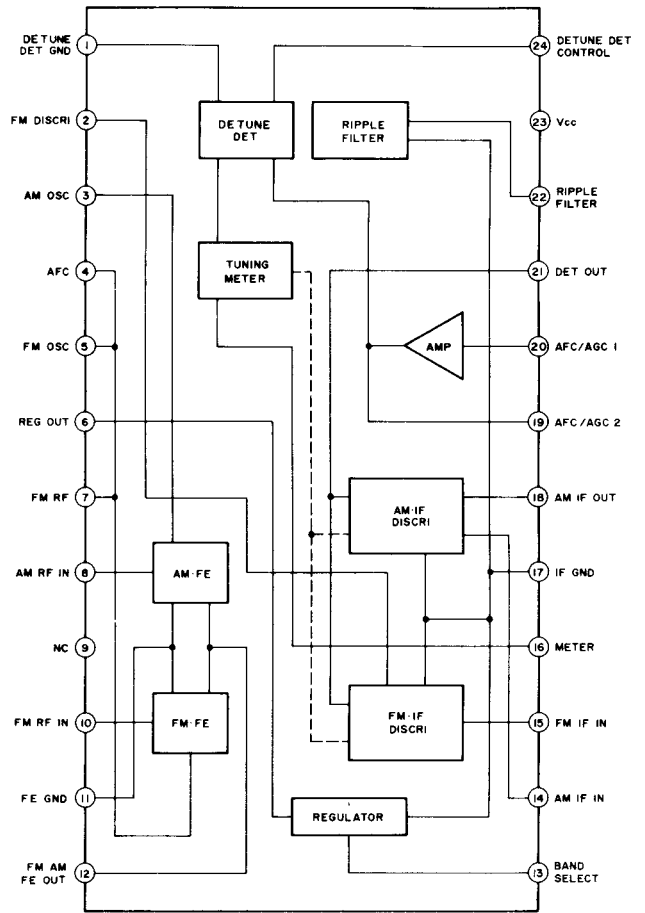 DETUNE
DET GND
1
24
DETUNE DET
CONTROL
FM DISCRI
2
DETUNE
DET
RIPPLE
FILTER
23
Vcc
AM OSC
3
22
RIPPLE
FILTER
AFC
4
TUNING
METER
21
DET OUT
FM OSC
5
AMP
20
AFC/AGC 1
REG OUT
6
19
AFC/AGC 2
FM RF
7
AM·IF
DISCRI
18
AM IF OUT
AM RF IN
8
AM·FE
17
IF GND
NC
9
16
METER
FM RF IN
10
FM·FE
FM·IF
DISCRI
15
FM IF IN
FE GND
11
REGULATOR
14
AM IF IN
FM AM
FE OUT
12
13
BAND
SELECT